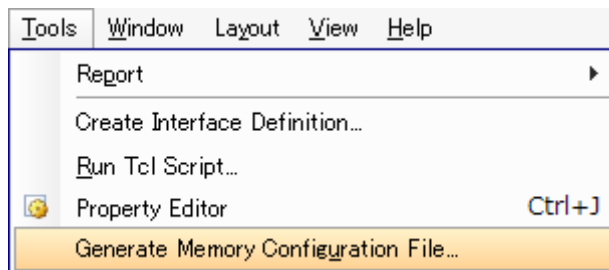 Tools Window Layout View Help
Report
Create Interface Definition...
Run Tcl Script...
Property Editor Ctrl+J
Generate Memory Configuration File...